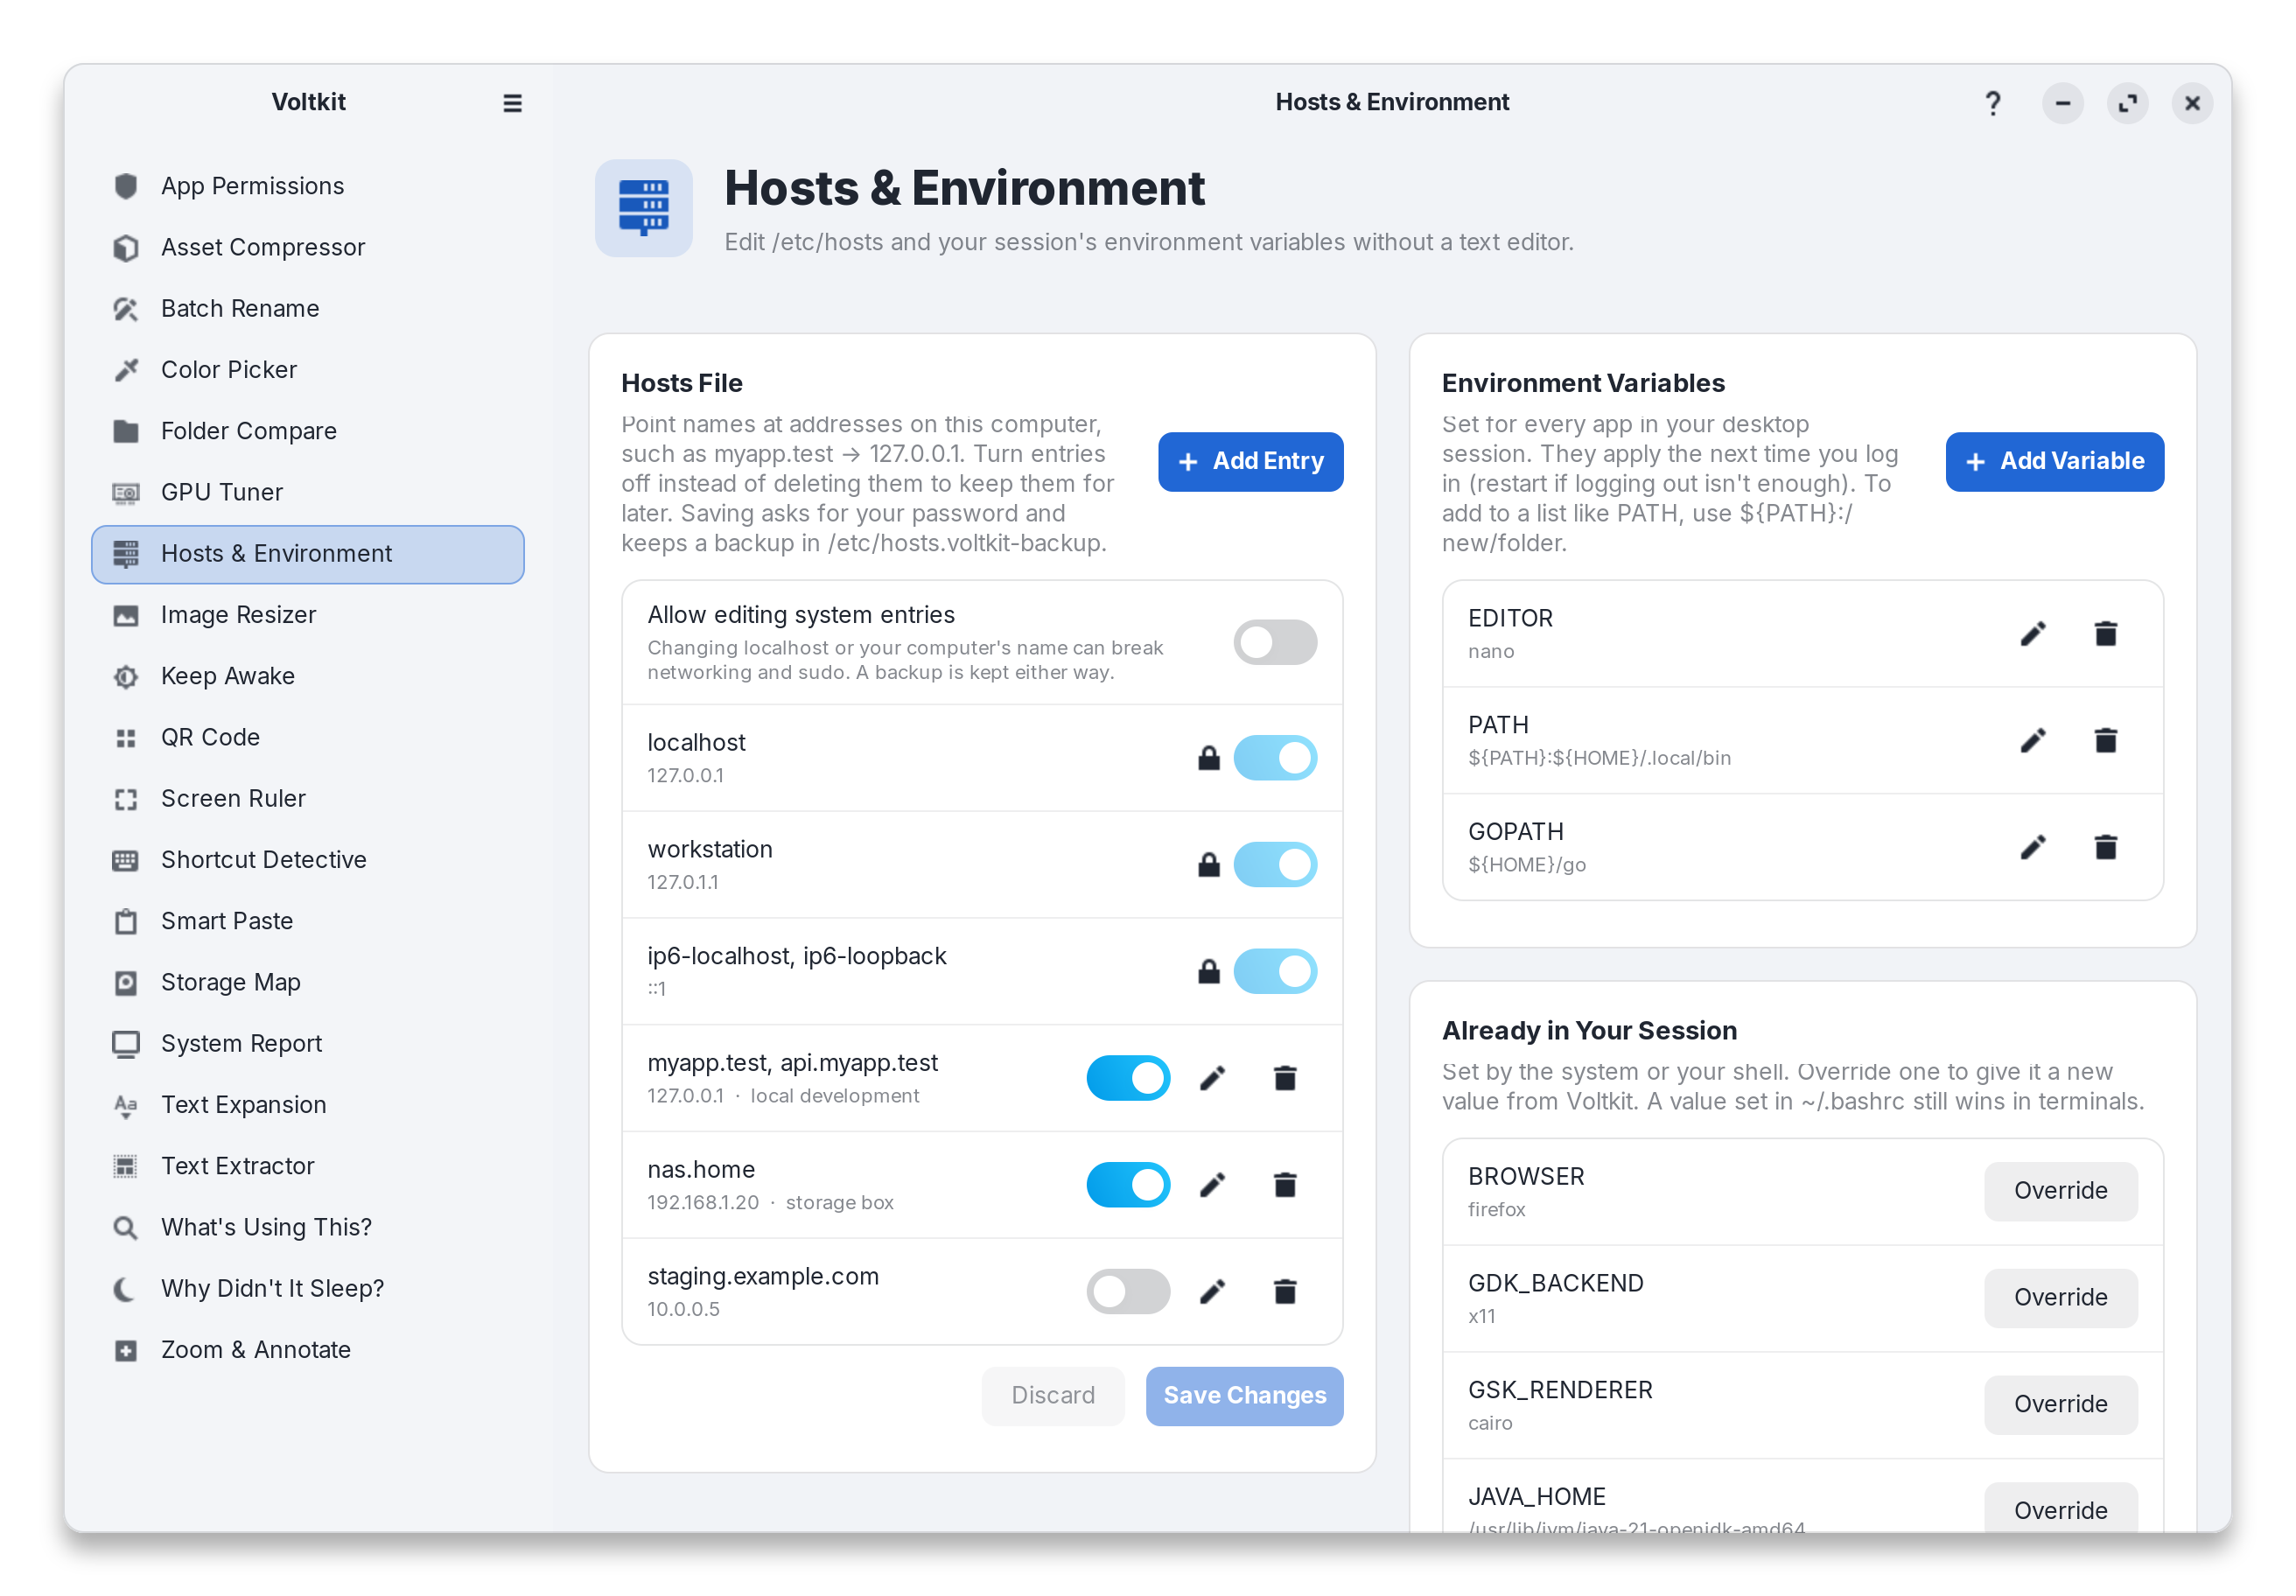 Voltkit
App Permissions
Asset Compressor
Batch Rename
Color Picker
Folder Compare
GPU Tuner
Hosts & Environment
Image Resizer
Keep Awake
QR Code
Screen Ruler
Shortcut Detective
Smart Paste
Storage Map
System Report
Text Expansion
Text Extractor
What's Using This?
Why Didn't It Sleep?
Zoom & Annotate
Hosts & Environment
?
Hosts & Environment
Edit /etc/hosts and your session's environment variables without a text editor.
Hosts File
Point names at addresses on this computer,
such as myapp.test → 127.0.0.1. Turn entries
off instead of deleting them to keep them for
later. Saving asks for your password and
keeps a backup in /etc/hosts.voltkit-backup.
+ Add Entry
Allow editing system entries
Changing localhost or your computer's name can break
networking and sudo. A backup is kept either way.
localhost
127.0.0.1
workstation
127.0.1.1
ip6-localhost, ip6-loopback
::1
myapp.test, api.myapp.test
127.0.0.1 · local development
nas.home
192.168.1.20 · storage box
staging.example.com
10.0.0.5
Discard
Save Changes
Environment Variables
Set for every app in your desktop
session. They apply the next time you log
in (restart if logging out isn't enough). To
add to a list like PATH, use ${PATH}:/
new/folder.
+ Add Variable
EDITOR
nano
PATH
${PATH}:${HOME}/.local/bin
GOPATH
${HOME}/go
Already in Your Session
Set by the system or your shell. Override one to give it a new
value from Voltkit. A value set in ~/.bashrc still wins in terminals.
BROWSER
firefox
Override
GDK_BACKEND
x11
Override
GSK_RENDERER
cairo
Override
JAVA_HOME
/usr/lib/jvm/java-21-openjdk-amd64
Override